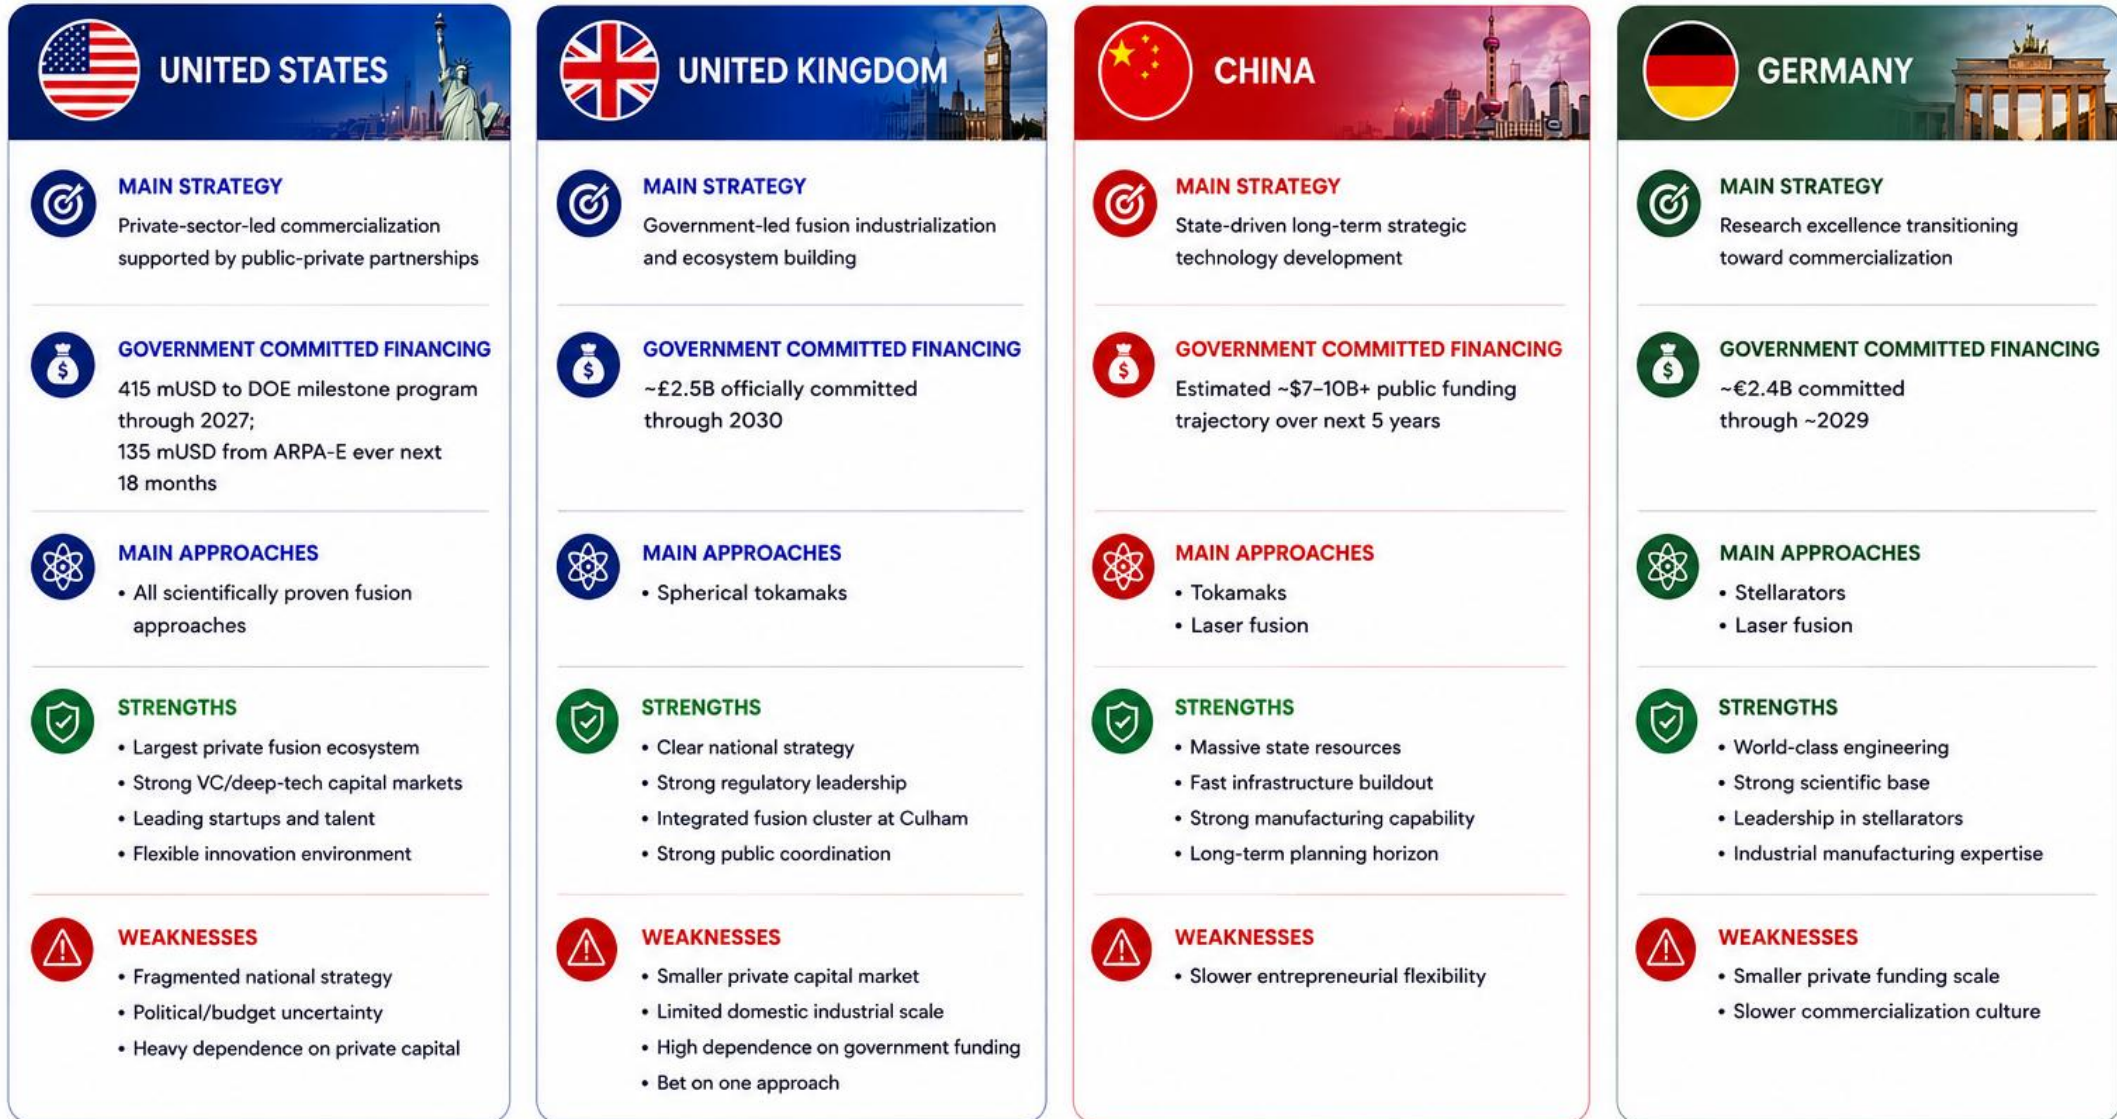 UNITED STATES
MAIN STRATEGY
Private-sector-led commercialization
supported by public-private partnerships
GOVERNMENT COMMITTED FINANCING
415 mUSD to DOE milestone program
through 2027;
135 mUSD from ARPA-E ever next
18 months
MAIN APPROACHES
• All scientifically proven fusion
approaches
STRENGTHS
• Largest private fusion ecosystem
• Strong VC/deep-tech capital markets
• Leading startups and talent
• Flexible innovation environment
WEAKNESSES
• Fragmented national strategy
• Political/budget uncertainty
• Heavy dependence on private capital
UNITED KINGDOM
MAIN STRATEGY
Government-led fusion industrialization
and ecosystem building
GOVERNMENT COMMITTED FINANCING
~£2.5B officially committed
through 2030
MAIN APPROACHES
• Spherical tokamaks
STRENGTHS
• Clear national strategy
• Strong regulatory leadership
• Integrated fusion cluster at Culham
• Strong public coordination
WEAKNESSES
• Smaller private capital market
• Limited domestic industrial scale
• High dependence on government funding
• Bet on one approach
CHINA
MAIN STRATEGY
State-driven long-term strategic
technology development
GOVERNMENT COMMITTED FINANCING
Estimated ~$7–10B+ public funding
trajectory over next 5 years
MAIN APPROACHES
• Tokamaks
• Laser fusion
STRENGTHS
• Massive state resources
• Fast infrastructure buildout
• Strong manufacturing capability
• Long-term planning horizon
WEAKNESSES
• Slower entrepreneurial flexibility
GERMANY
MAIN STRATEGY
Research excellence transitioning
toward commercialization
GOVERNMENT COMMITTED FINANCING
~€2.4B committed
through ~2029
MAIN APPROACHES
• Stellarators
• Laser fusion
STRENGTHS
• World-class engineering
• Strong scientific base
• Leadership in stellarators
• Industrial manufacturing expertise
WEAKNESSES
• Smaller private funding scale
• Slower commercialization culture